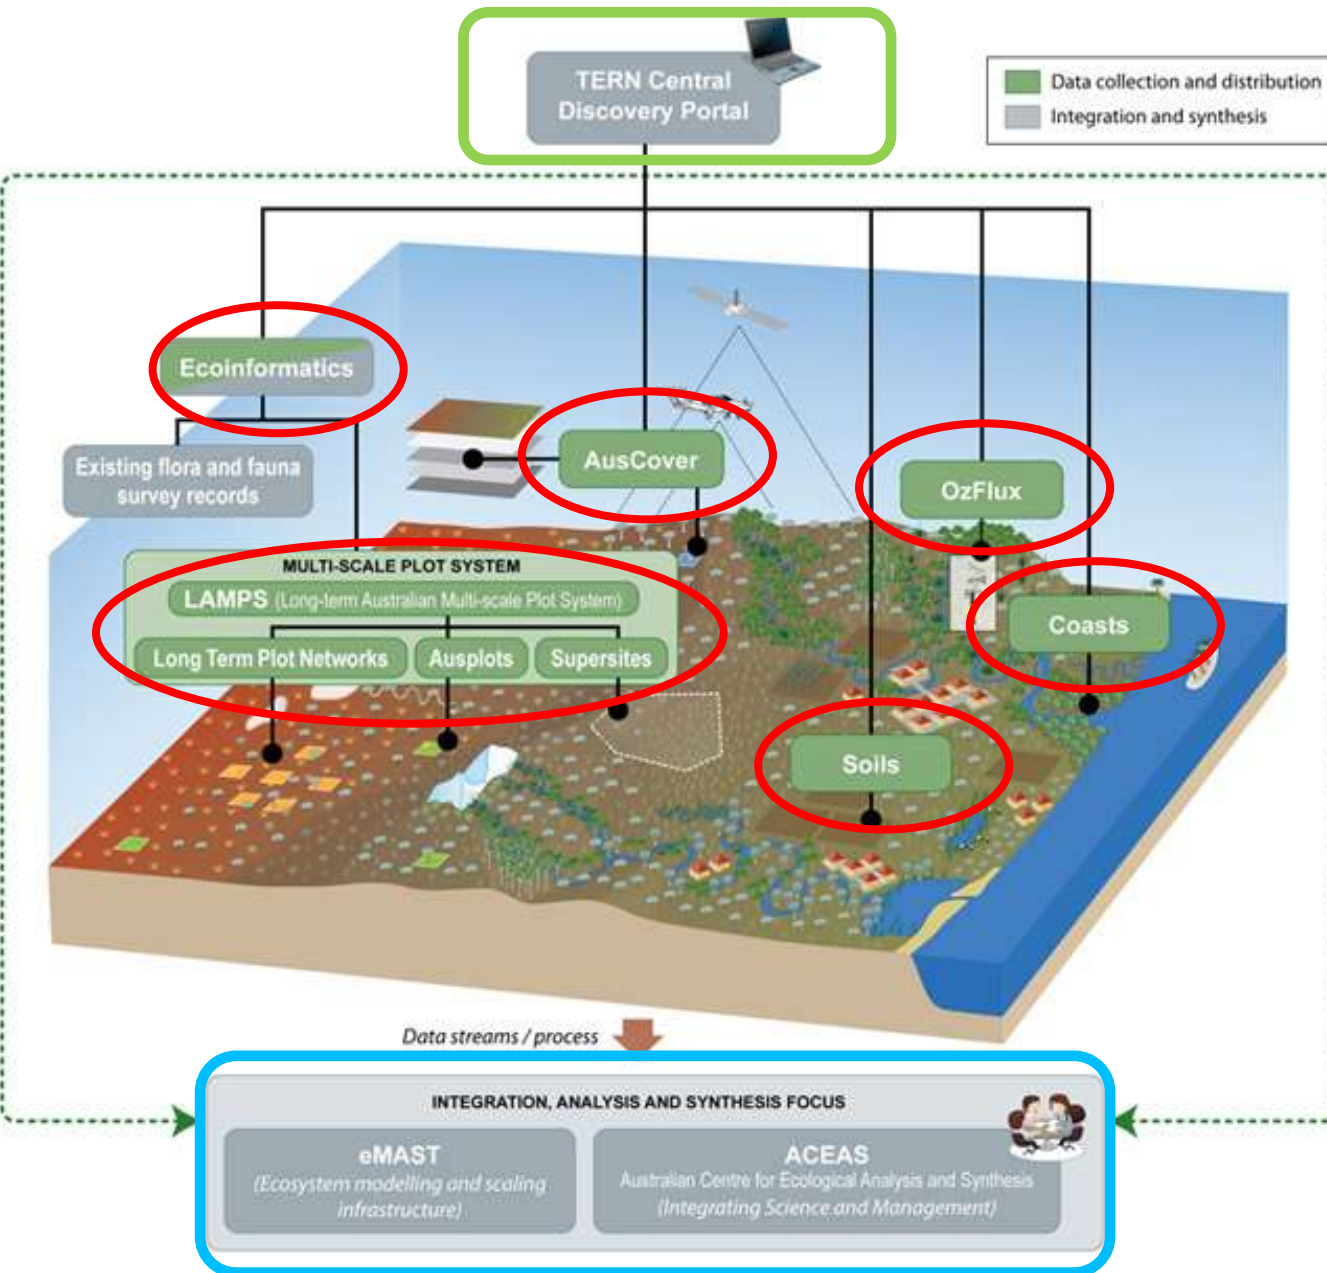 TERN Central
Discovery Portal
Data collection and distribution
Integration and synthesis
Ecoinformatics
Existing flora and fauna
survey records
AusCover
OzFlux
MULTI-SCALE PLOT SYSTEM
LAMPS (Long-term Australian Multi-scale Plot System)
Long Term Plot Networks
Ausplots
Supersites
Coasts
Soils
Data streams / process
INTEGRATION, ANALYSIS AND SYNTHESIS FOCUS
eMAST
(Ecosystem modelling and scaling
infrastructure)
ACEAS
Australian Centre for Ecological Analysis and Synthesis
(Integrating Science and Management)